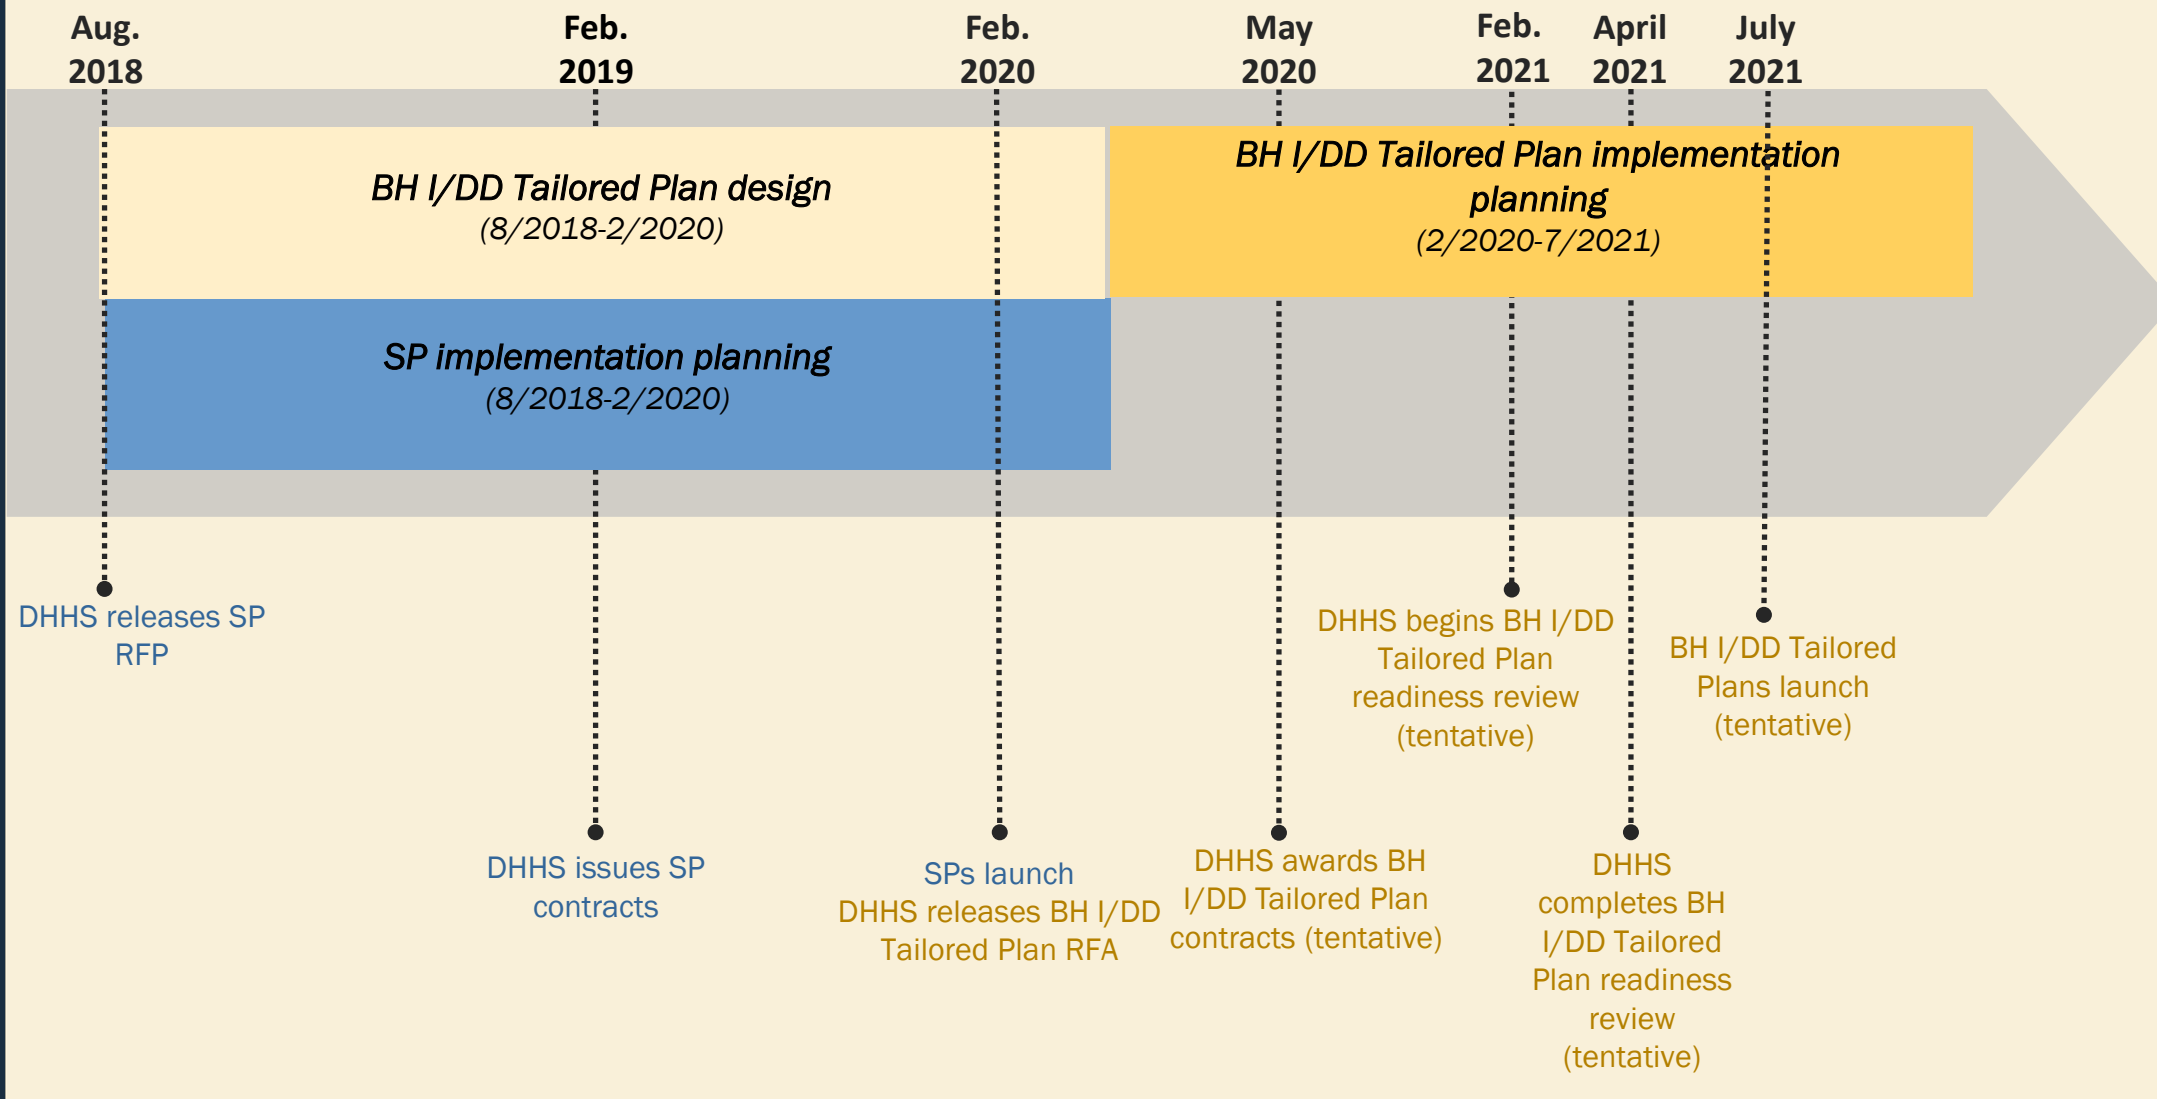 Aug.
2018
Feb.
2019
Feb.
2020
May
2020
Feb.
2021
April
2021
July
2021
BH I/DD Tailored Plan design
(8/2018-2/2020)
BH I/DD Tailored Plan implementation
planning
(2/2020-7/2021)
SP implementation planning
(8/2018-2/2020)
DHHS releases SP
RFP
DHHS issues SP
contracts
SPs launch
DHHS releases BH I/DD
Tailored Plan RFA
DHHS awards BH
I/DD Tailored Plan
contracts (tentative)
DHHS begins BH I/DD
Tailored Plan
readiness review
(tentative)
DHHS
completes BH
I/DD Tailored
Plan readiness
review
(tentative)
BH I/DD Tailored
Plans launch
(tentative)